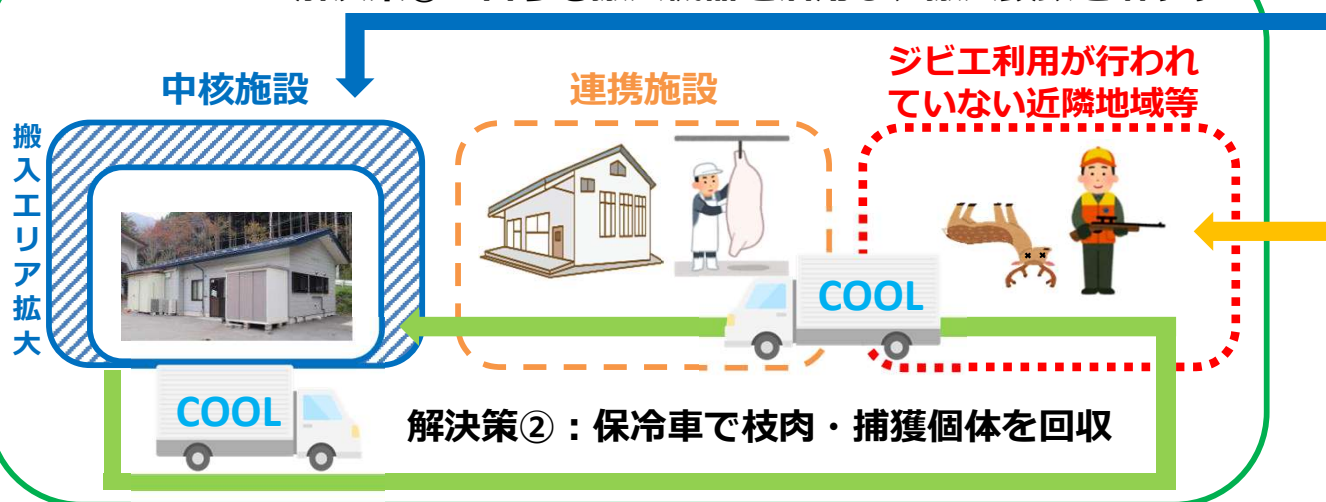 中核施設
連携施設
ジビエ利用が行われ
ていない近隣地域等
搬入エリア拡大
COOL
COOL
解決策②：保冷車で枝肉・捕獲個体を回収